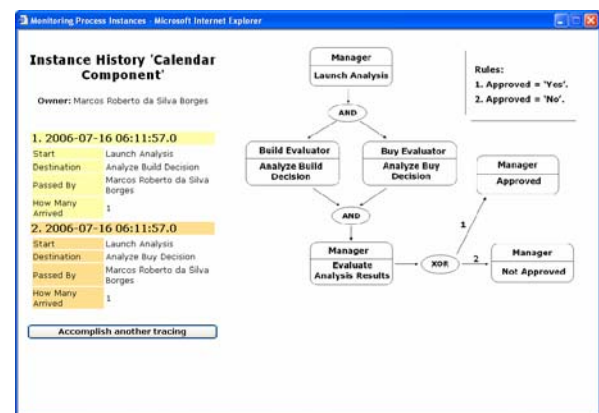 Monitoring Process Instances - Microsoft Internet Explorer
Instance History 'Calendar
Component'
Owner: Marcos Roberto da Silva Borges
1. 2006-07-16 06:11:57.0
Start Launch Analysis
Destination Analyze Build Decision
Passed By Marcos Roberto da Silva
Borges
How Many
Arrived 1
2. 2006-07-16 06:11:57.0
Start Launch Analysis
Destination Analyze Buy Decision
Passed By Marcos Roberto da Silva
Borges
How Many
Arrived 1
Accomplish another tracing
Manager
Launch Analysis
AND
Build Evaluator
Analyze Build
Decision
Buy Evaluator
Analyze Buy
Decision
AND
Manager
Evaluate
Analysis Results
XOR
1
2
Manager
Approved
Manager
Not Approved
Rules:
1. Approved = 'Yes'.
2. Approved = 'No'.